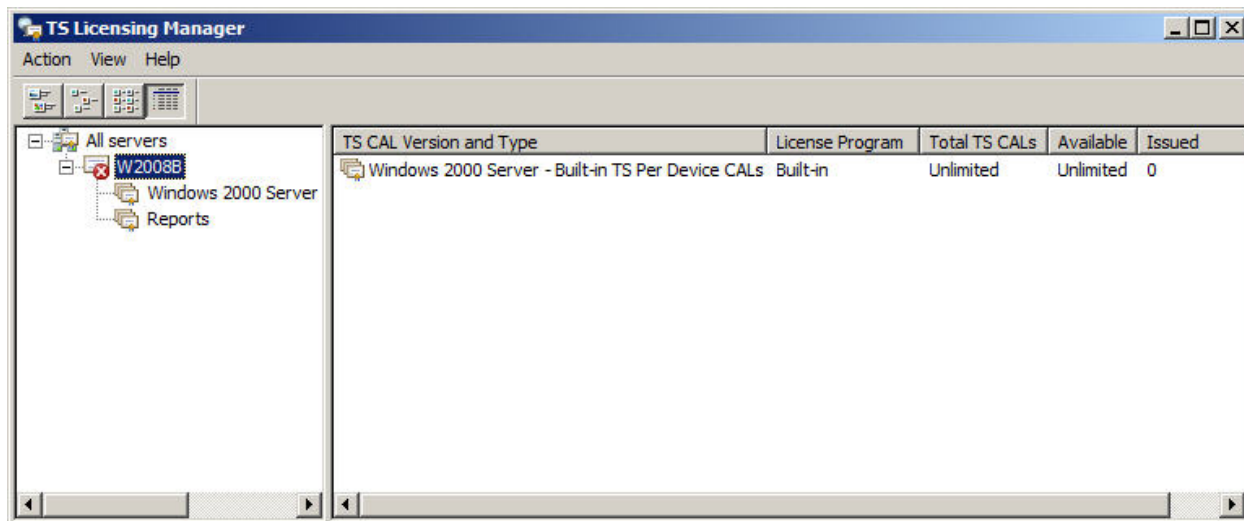 TS Licensing Manager
Action View Help
All servers
W2008B
Windows 2000 Server
Reports
TS CAL Version and Type License Program Total TS CALs Available Issued
Windows 2000 Server - Built-in TS Per Device CALs Built-in Unlimited Unlimited 0